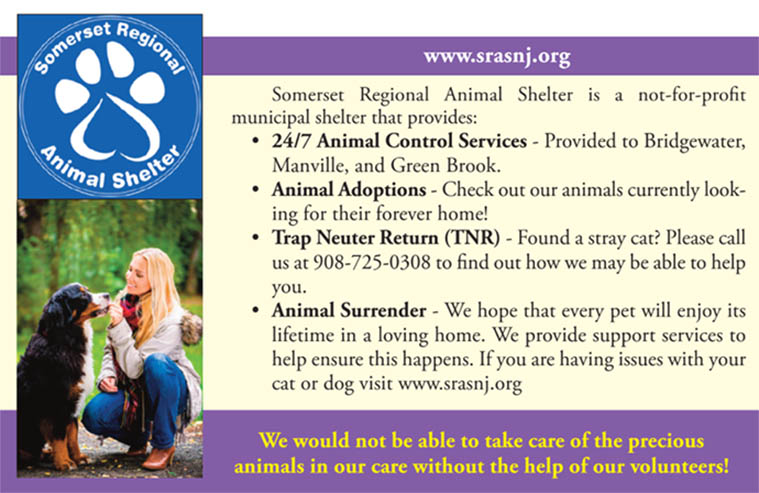 Somerset Regional
Animal Shelter
www.srasnj.org
Somerset Regional Animal Shelter is a not-for-profit
municipal shelter that provides:
• 24/7 Animal Control Services - Provided to Bridgewater,
Manville, and Green Brook.
• Animal Adoptions - Check out our animals currently look-
ing for their forever home!
• Trap Neuter Return (TNR) - Found a stray cat? Please call
us at 908-725-0308 to find out how we may be able to help
you.
• Animal Surrender - We hope that every pet will enjoy its
lifetime in a loving home. We provide support services to
help ensure this happens. If you are having issues with your
cat or dog visit www.srasnj.org
We would not be able to take care of the precious
animals in our care without the help of our volunteers!